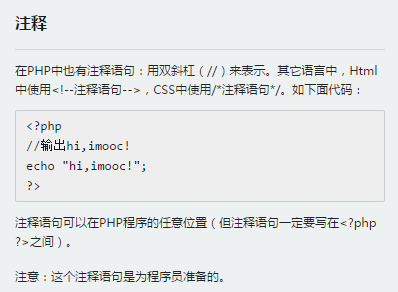 注释
在PHP中也有注释语句：用双斜杠（//）来表示。其它语言中，Html
中使用<!--注释语句-->，CSS中使用/*注释语句*/。如下面代码：
<?php
//输出hi,imooc!
echo "hi,imooc!";
?>
注释语句可以在PHP程序的任意位置（但注释语句一定要写在<?php
?>之间）。
注意：这个注释语句是为程序员准备的。